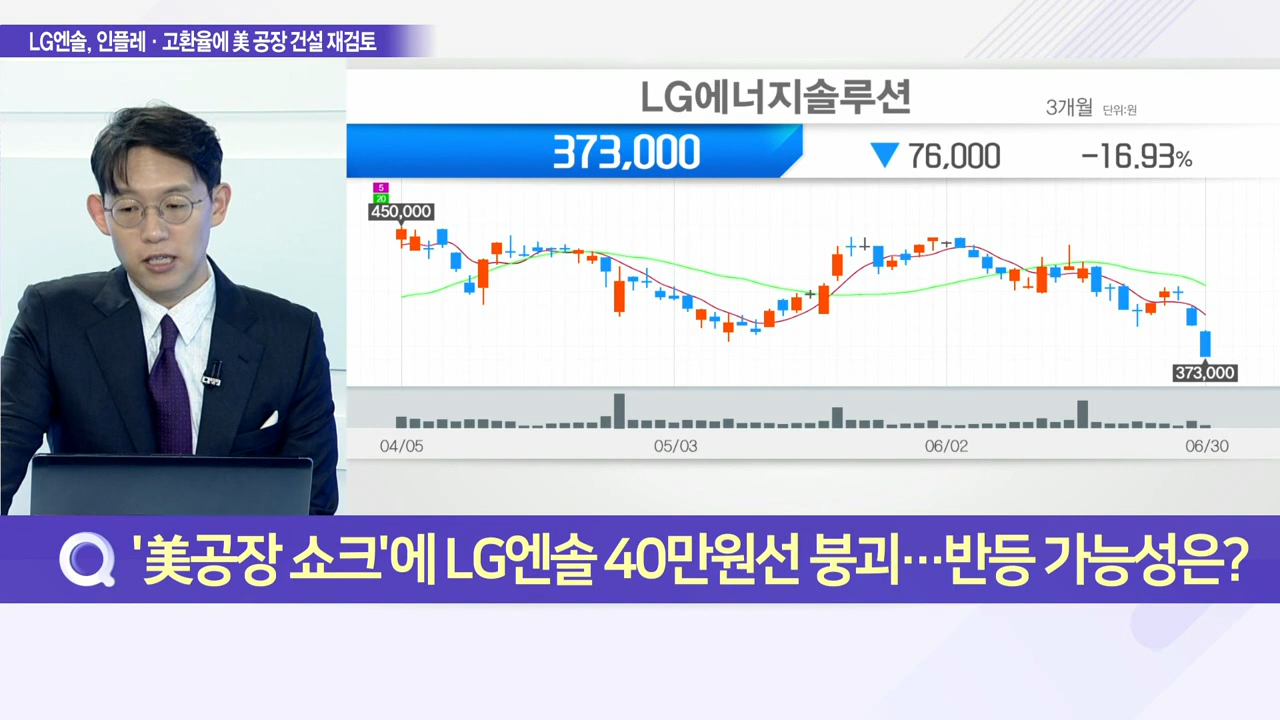 LG엔솔, 인플레·고환율에 美 공장 건설 재검토
LG에너지솔루션
3개월 단위:원
373,000 ▼ 76,000 -16.93%
5
20
450,000
373,000
04/05 05/03 06/02 06/30
'美공장 쇼크'에 LG엔솔 40만원선 붕괴…반등 가능성은?